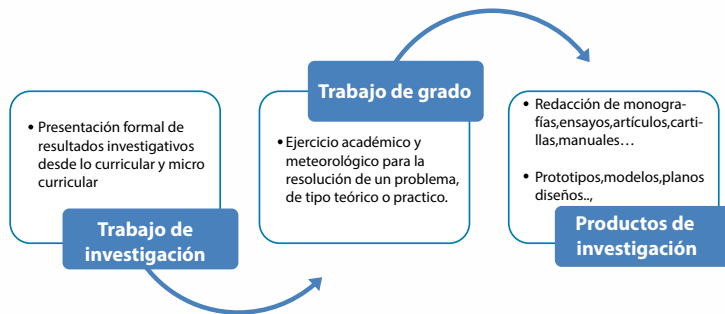 • Presentación formal de
resultados investigativos
desde lo curricular y micro
curricular
Trabajo de
investigación
Trabajo de grado
• Ejercicio académico y
meteorológico para la
resolución de un problema,
de tipo teórico o practico.
• Redacción de monogra-
fías,ensayos,artículos,carti-
llas,manuales…
• Prototipos,modelos,planos
diseños..,
Productos de
investigación